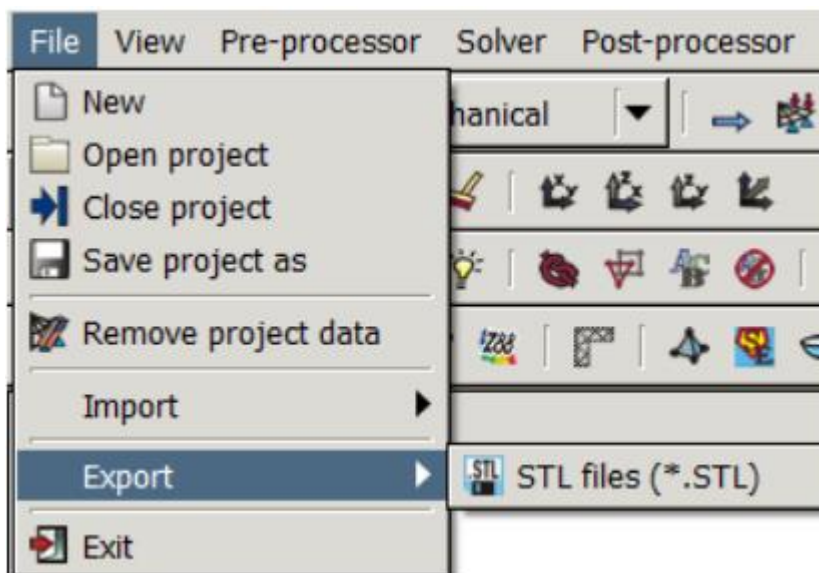 File View Pre-processor Solver Post-processor
New
hanical
Open project
Close project
Save project as
Remove project data
Z88
Import
Export
STL files (*.STL)
Exit